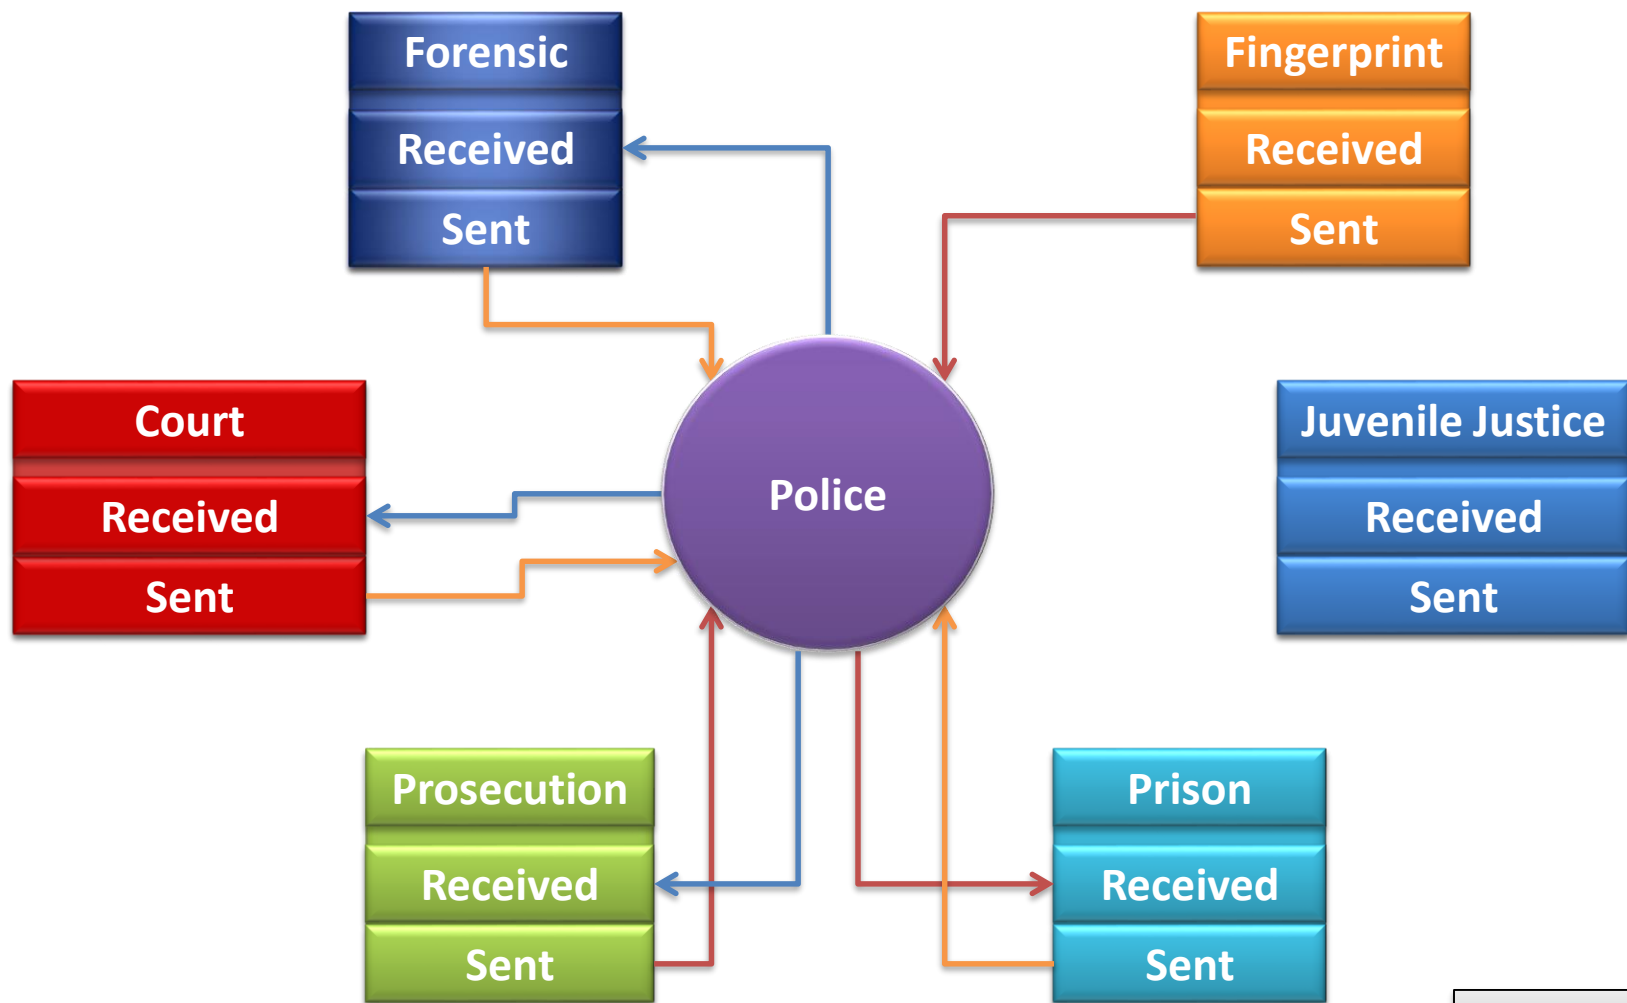 Forensic
Received
Sent
Fingerprint
Received
Sent
Court
Received
Sent
Police
Juvenile Justice
Received
Sent
Prosecution
Received
Sent
Prison
Received
Sent